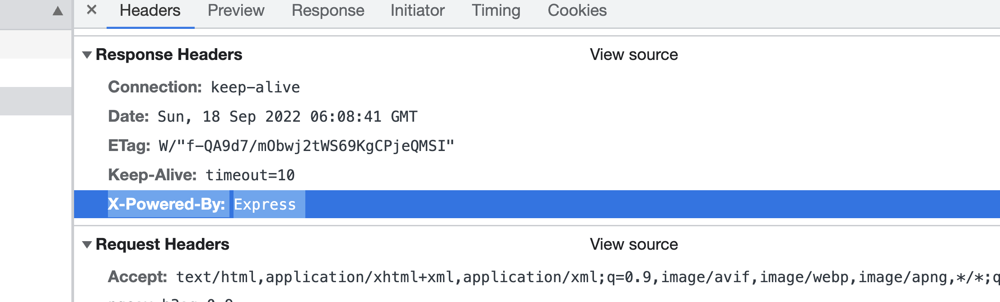 × Headers Preview Response Initiator Timing Cookies
Response Headers View source
Connection: keep-alive
Date: Sun, 18 Sep 2022 06:08:41 GMT
ETag: W/"f-QA9d7/mObwj2tWS69KgCPjeQMSI"
Keep-Alive: timeout=10
X-Powered-By: Express
Request Headers View source
Accept: text/html,application/xhtml+xml,application/xml;q=0.9,image/avif,image/webp,image/apng,*/*;q